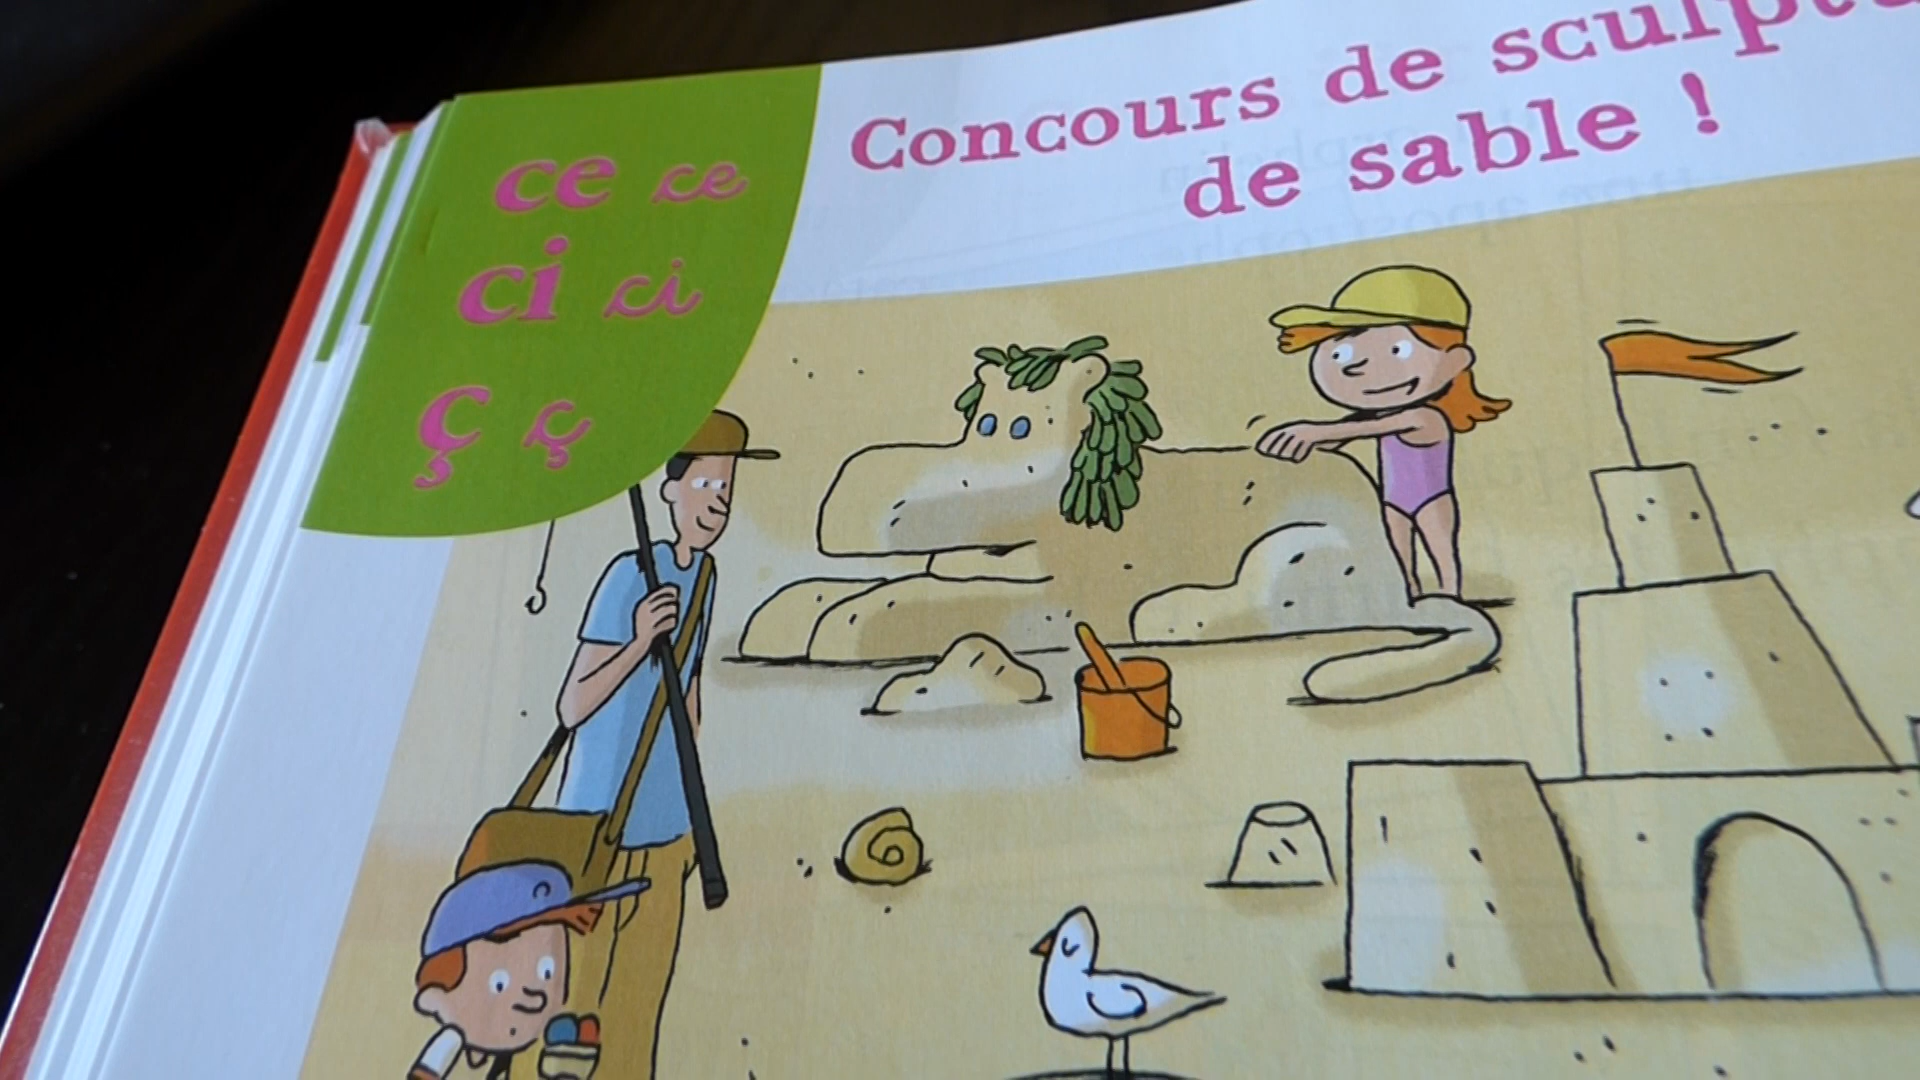 ce ce
ci ci
ç ç
Concours de
de sable !